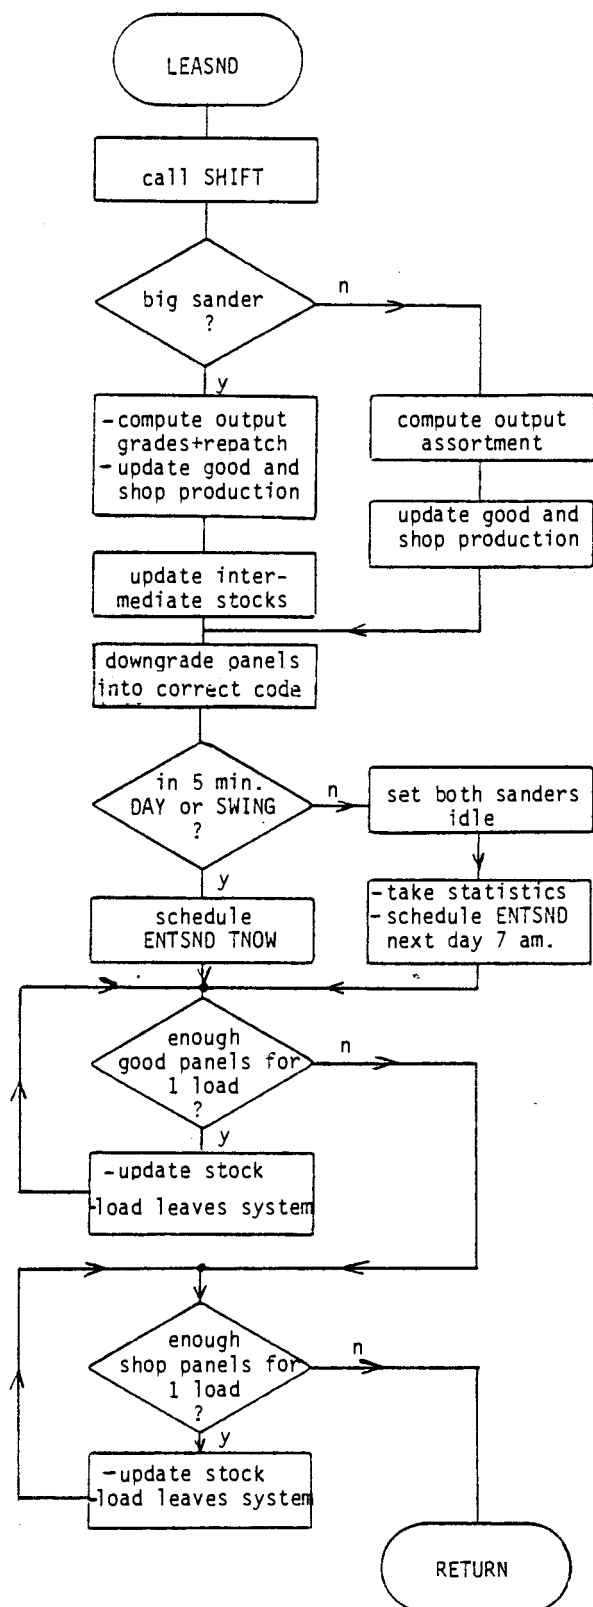 LEASND
call SHIFT
big sander
?
n
y
-compute output
grades+repatch
-update good and
shop production
compute output
assortment
update good and
shop production
update inter-
mediate stocks
downgrade panels
into correct code
in 5 min.
DAY or SWING
?
n
y
set both sanders
idle
schedule
ENTSND TNOW
-take statistics
-schedule ENTSND
next day 7 am.
enough
good panels for
1 load
?
n
y
-update stock
-load leaves system
enough
shop panels for
1 load
?
n
y
-update stock
-load leaves system
RETURN